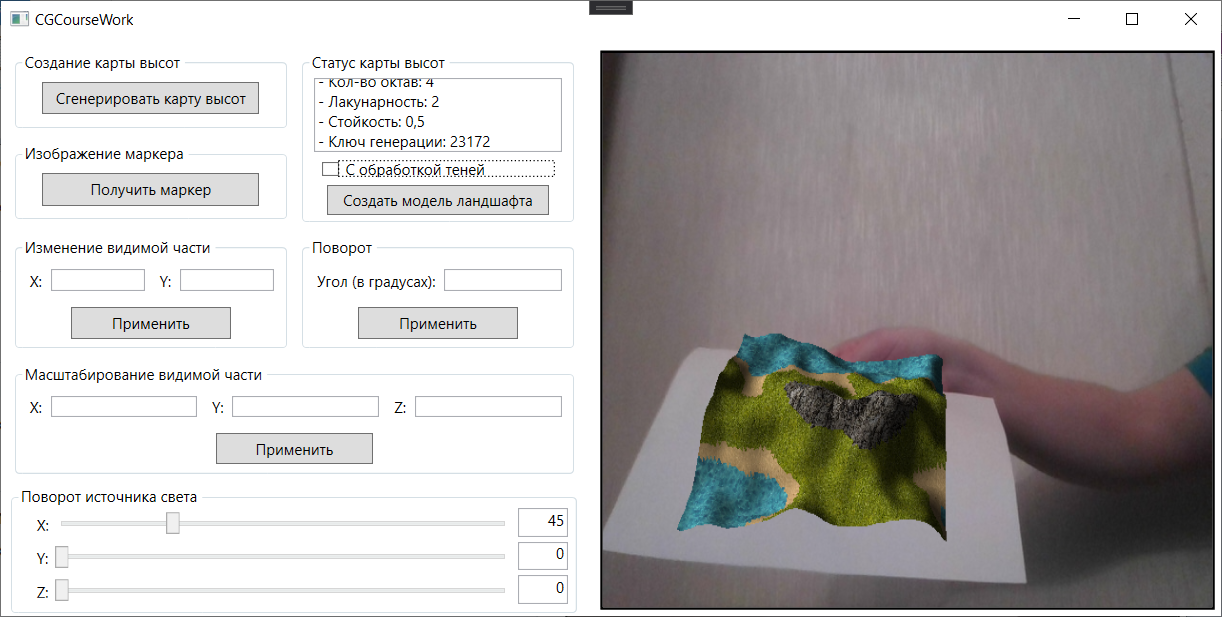 CGCourseWork
Создание карты высот
Сгенерировать карту высот
Изображение маркера
Получить маркер
Статус карты высот
- Кол-во октав: 4
- Лакунарность: 2
- Стойкость: 0,5
- Ключ генерации: 23172
С обработкой теней
Создать модель ландшафта
Изменение видимой части
X: Y:
Применить
Поворот
Угол (в градусах):
Применить
Масштабирование видимой части
X: Y: Z:
Применить
Поворот источника света
X: 45
Y: 0
Z: 0